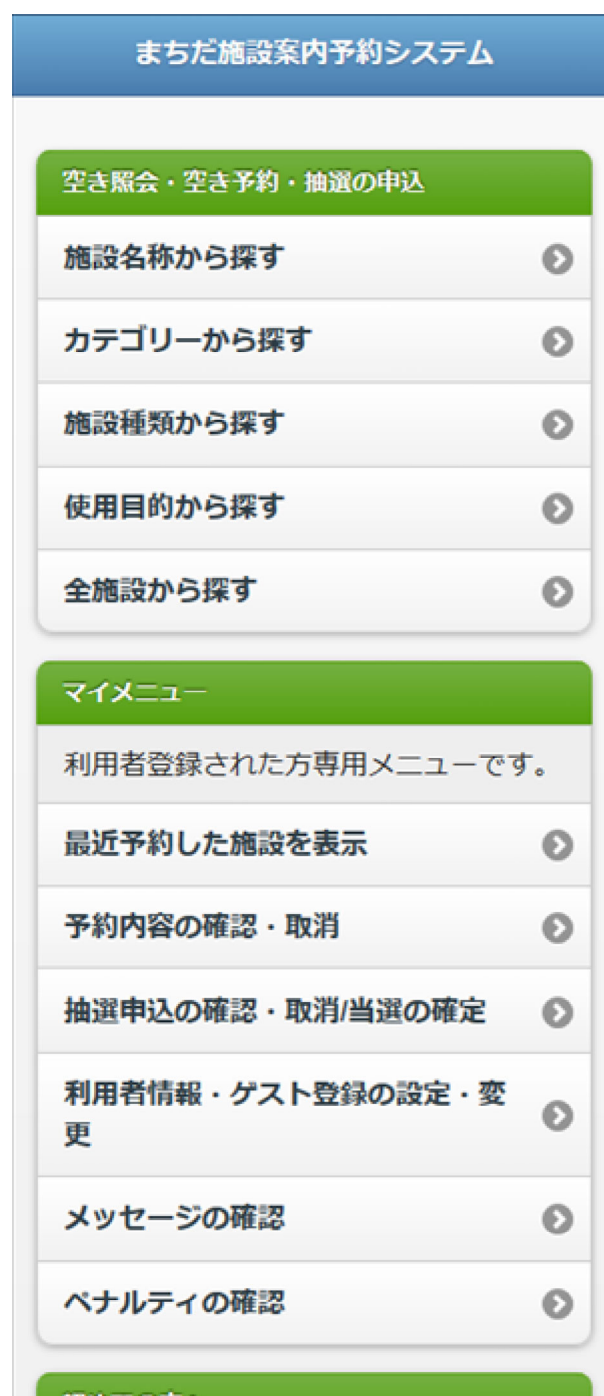 まちだ施設案内予約システム
空き照会・空き予約・抽選の申込
施設名称から探す
カテゴリーから探す
施設種類から探す
使用目的から探す
全施設から探す
マイメニュー
利用者登録された方専用メニューです。
最近予約した施設を表示
予約内容の確認・取消
抽選申込の確認・取消/当選の確定
利用者情報・ゲスト登録の設定・変
更
メッセージの確認
ペナルティの確認